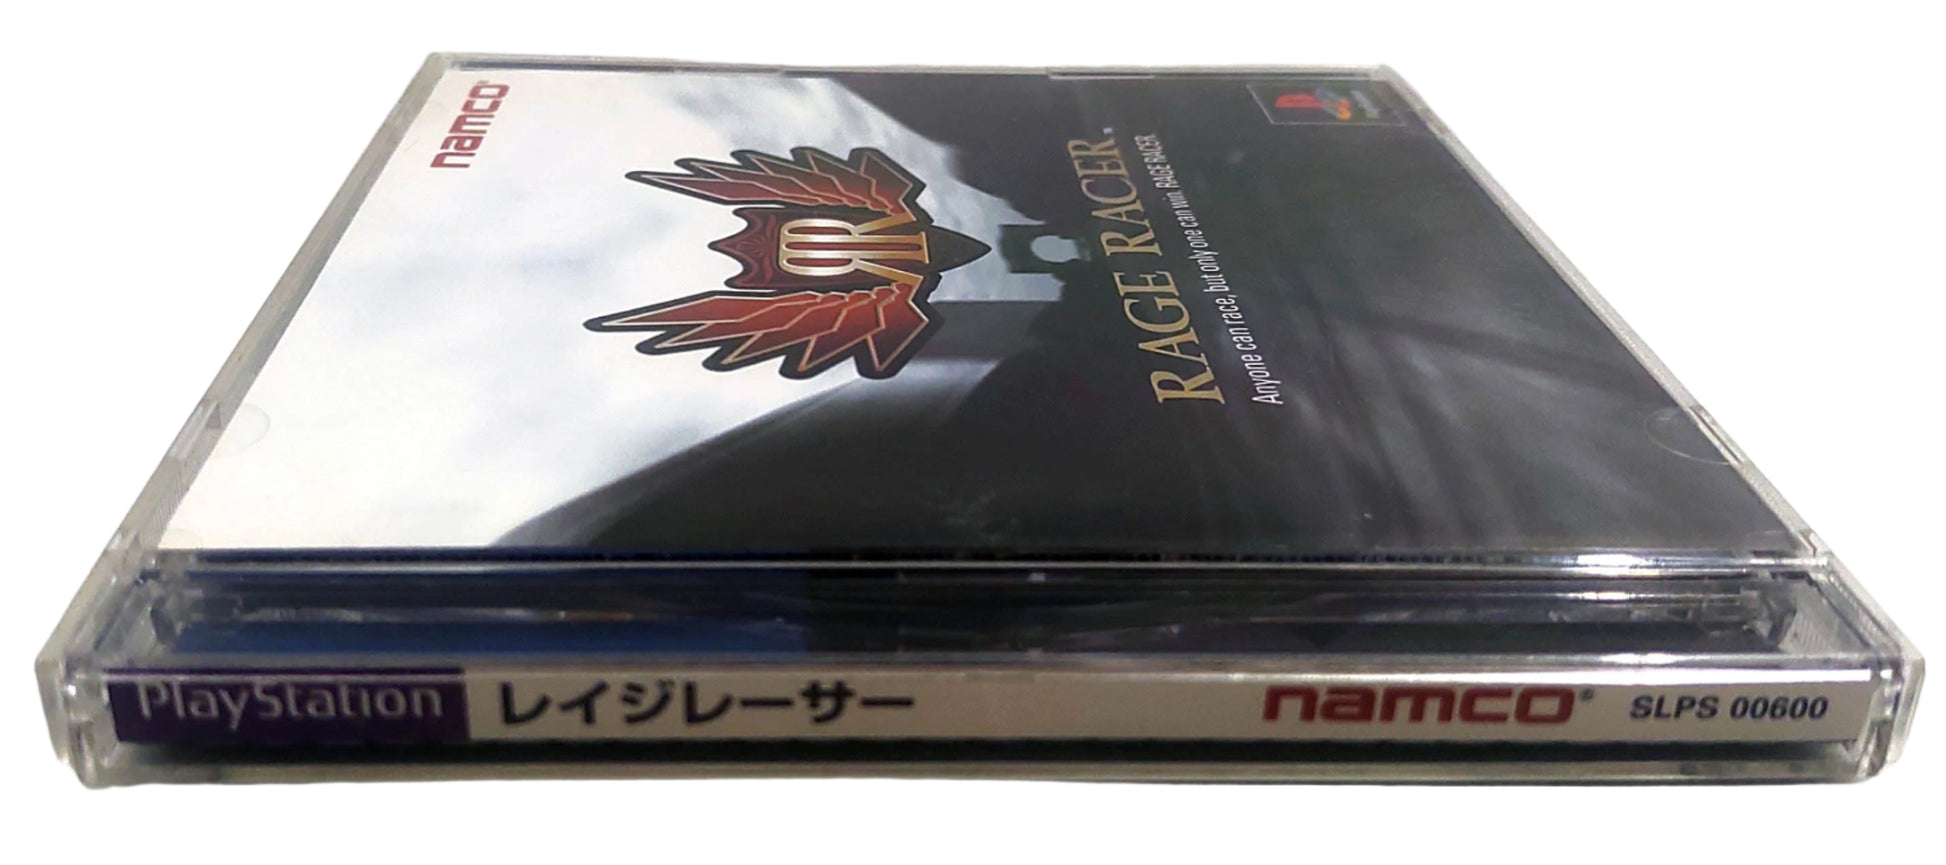 namco®
RR
RAGE RACER.
Anyone can race, but only one can win. RAGE RACER
PlayStation
レイジレーサー
namco®
SLPS 00600